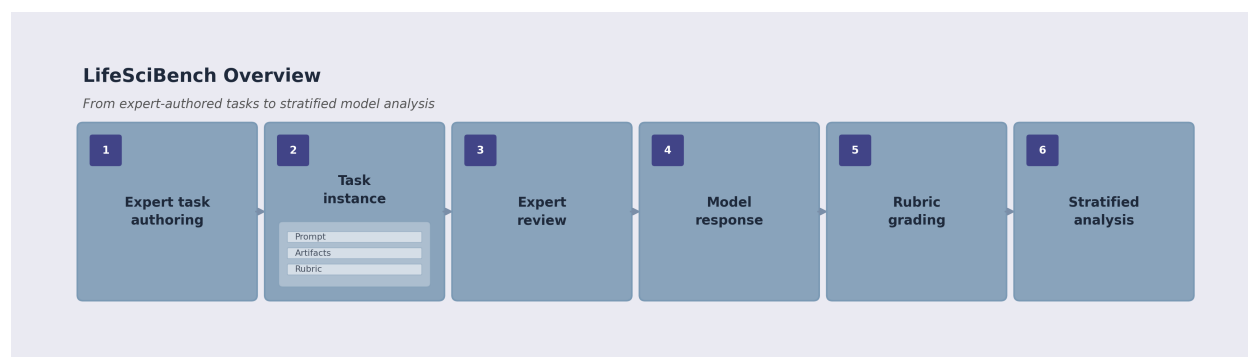 LifeSciBench Overview
From expert-authored tasks to stratified model analysis
1
Expert task
authoring
2
Task
instance
Prompt
Artifacts
Rubric
3
Expert
review
4
Model
response
5
Rubric
grading
6
Stratified
analysis